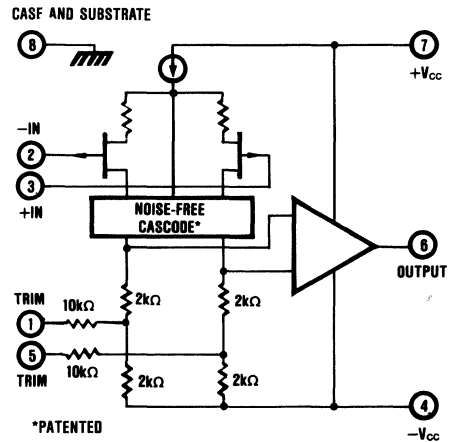 CASE AND SUBSTRATE
8
7
+VCC
-IN
2
3
+IN
NOISE-FREE
CASCODE*
6
OUTPUT
2kΩ
2kΩ
TRIM
10kΩ
1
5
10kΩ
TRIM
2kΩ
2kΩ
4
-VCC
*PATENTED